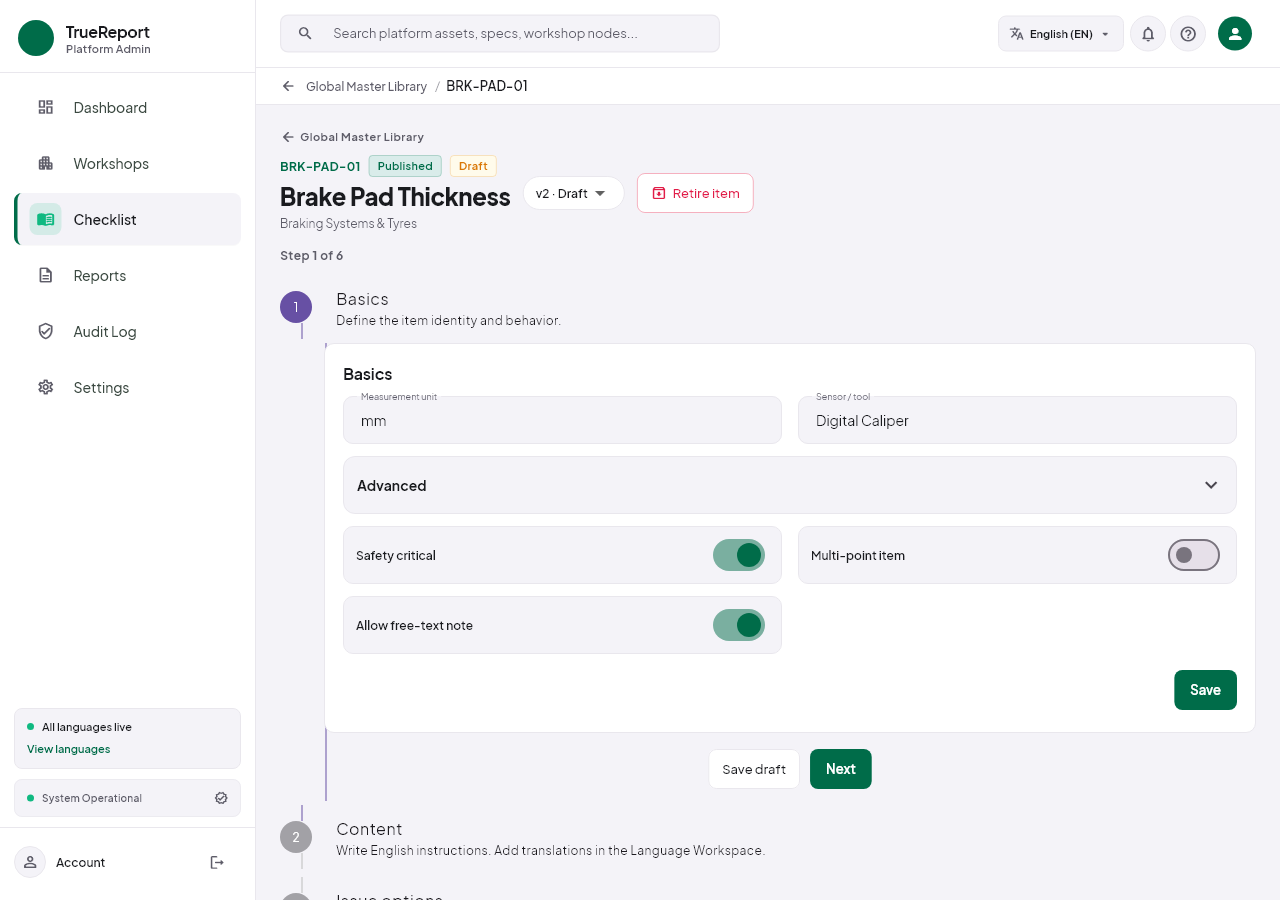 TrueReport
Platform Admin
Search platform assets, specs, workshop nodes...
English (EN)
Dashboard
Workshops
Checklist
Reports
Audit Log
Settings
All languages live
View languages
System Operational
Account
Global Master Library / BRK-PAD-01
Global Master Library
BRK-PAD-01 Published Draft
Brake Pad Thickness
v2 · Draft
Retire item
Braking Systems & Tyres
Step 1 of 6
1 Basics
Define the item identity and behavior.
Basics
Measurement unit
mm
Sensor / tool
Digital Caliper
Advanced
Safety critical
Multi-point item
Allow free-text note
Save
Save draft
Next
2 Content
Write English instructions. Add translations in the Language Workspace.
Issue options